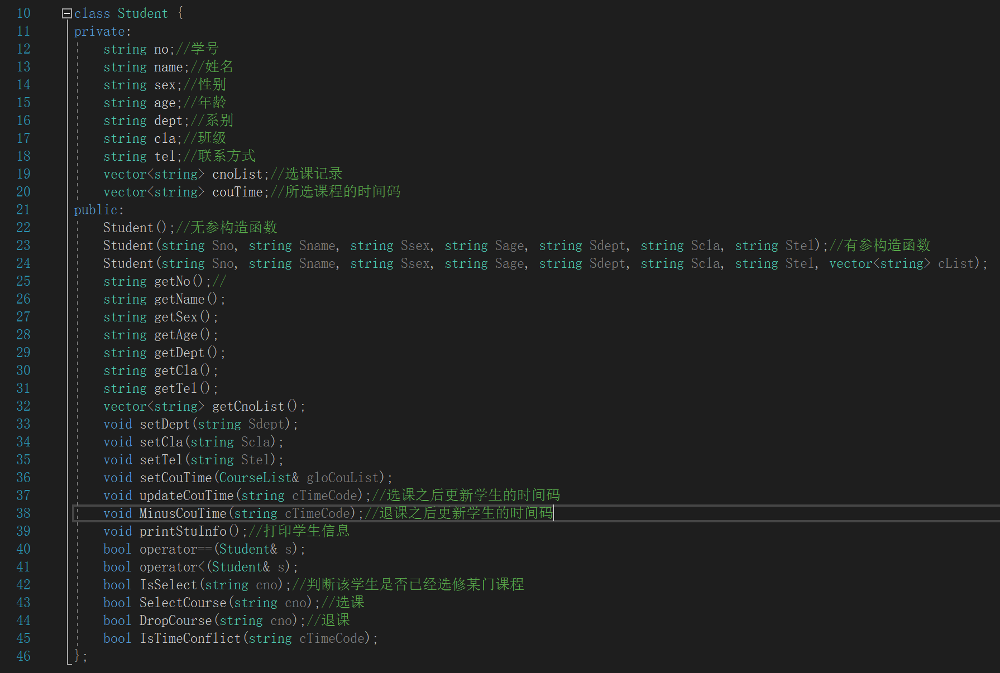 10 class Student {
11 private:
12 string no;//学号
13 string name;//姓名
14 string sex;//性别
15 string age;//年龄
16 string dept;//系别
17 string cla;//班级
18 string tel;//联系方式
19 vector<string> cnoList;//选课记录
20 vector<string> couTime;//所选课程的时间码
21 public:
22 Student();//无参构造函数
23 Student(string Sno, string Sname, string Ssex, string Sage, string Sdept, string Scla, string Stel);//有参构造函数
24 Student(string Sno, string Sname, string Ssex, string Sage, string Sdept, string Scla, string Stel, vector<string> cList);
25 string getNo();//
26 string getName();
27 string getSex();
28 string getAge();
29 string getDept();
30 string getCla();
31 string getTel();
32 vector<string> getCnoList();
33 void setDept(string Sdept);
34 void setCla(string Scla);
35 void setTel(string Stel);
36 void setCouTime(CourseList& gloCouList);
37 void updateCouTime(string cTimeCode);//选课之后更新学生的时间码
38 void MinusCouTime(string cTimeCode);//退课之后更新学生的时间码
39 void printStuInfo();//打印学生信息
40 bool operator==(Student& s);
41 bool operator<(Student& s);
42 bool IsSelect(string cno);//判断该学生是否已经选修某门课程
43 bool SelectCourse(string cno);//选课
44 bool DropCourse(string cno);//退课
45 bool IsTimeConflict(string cTimeCode);
46 };